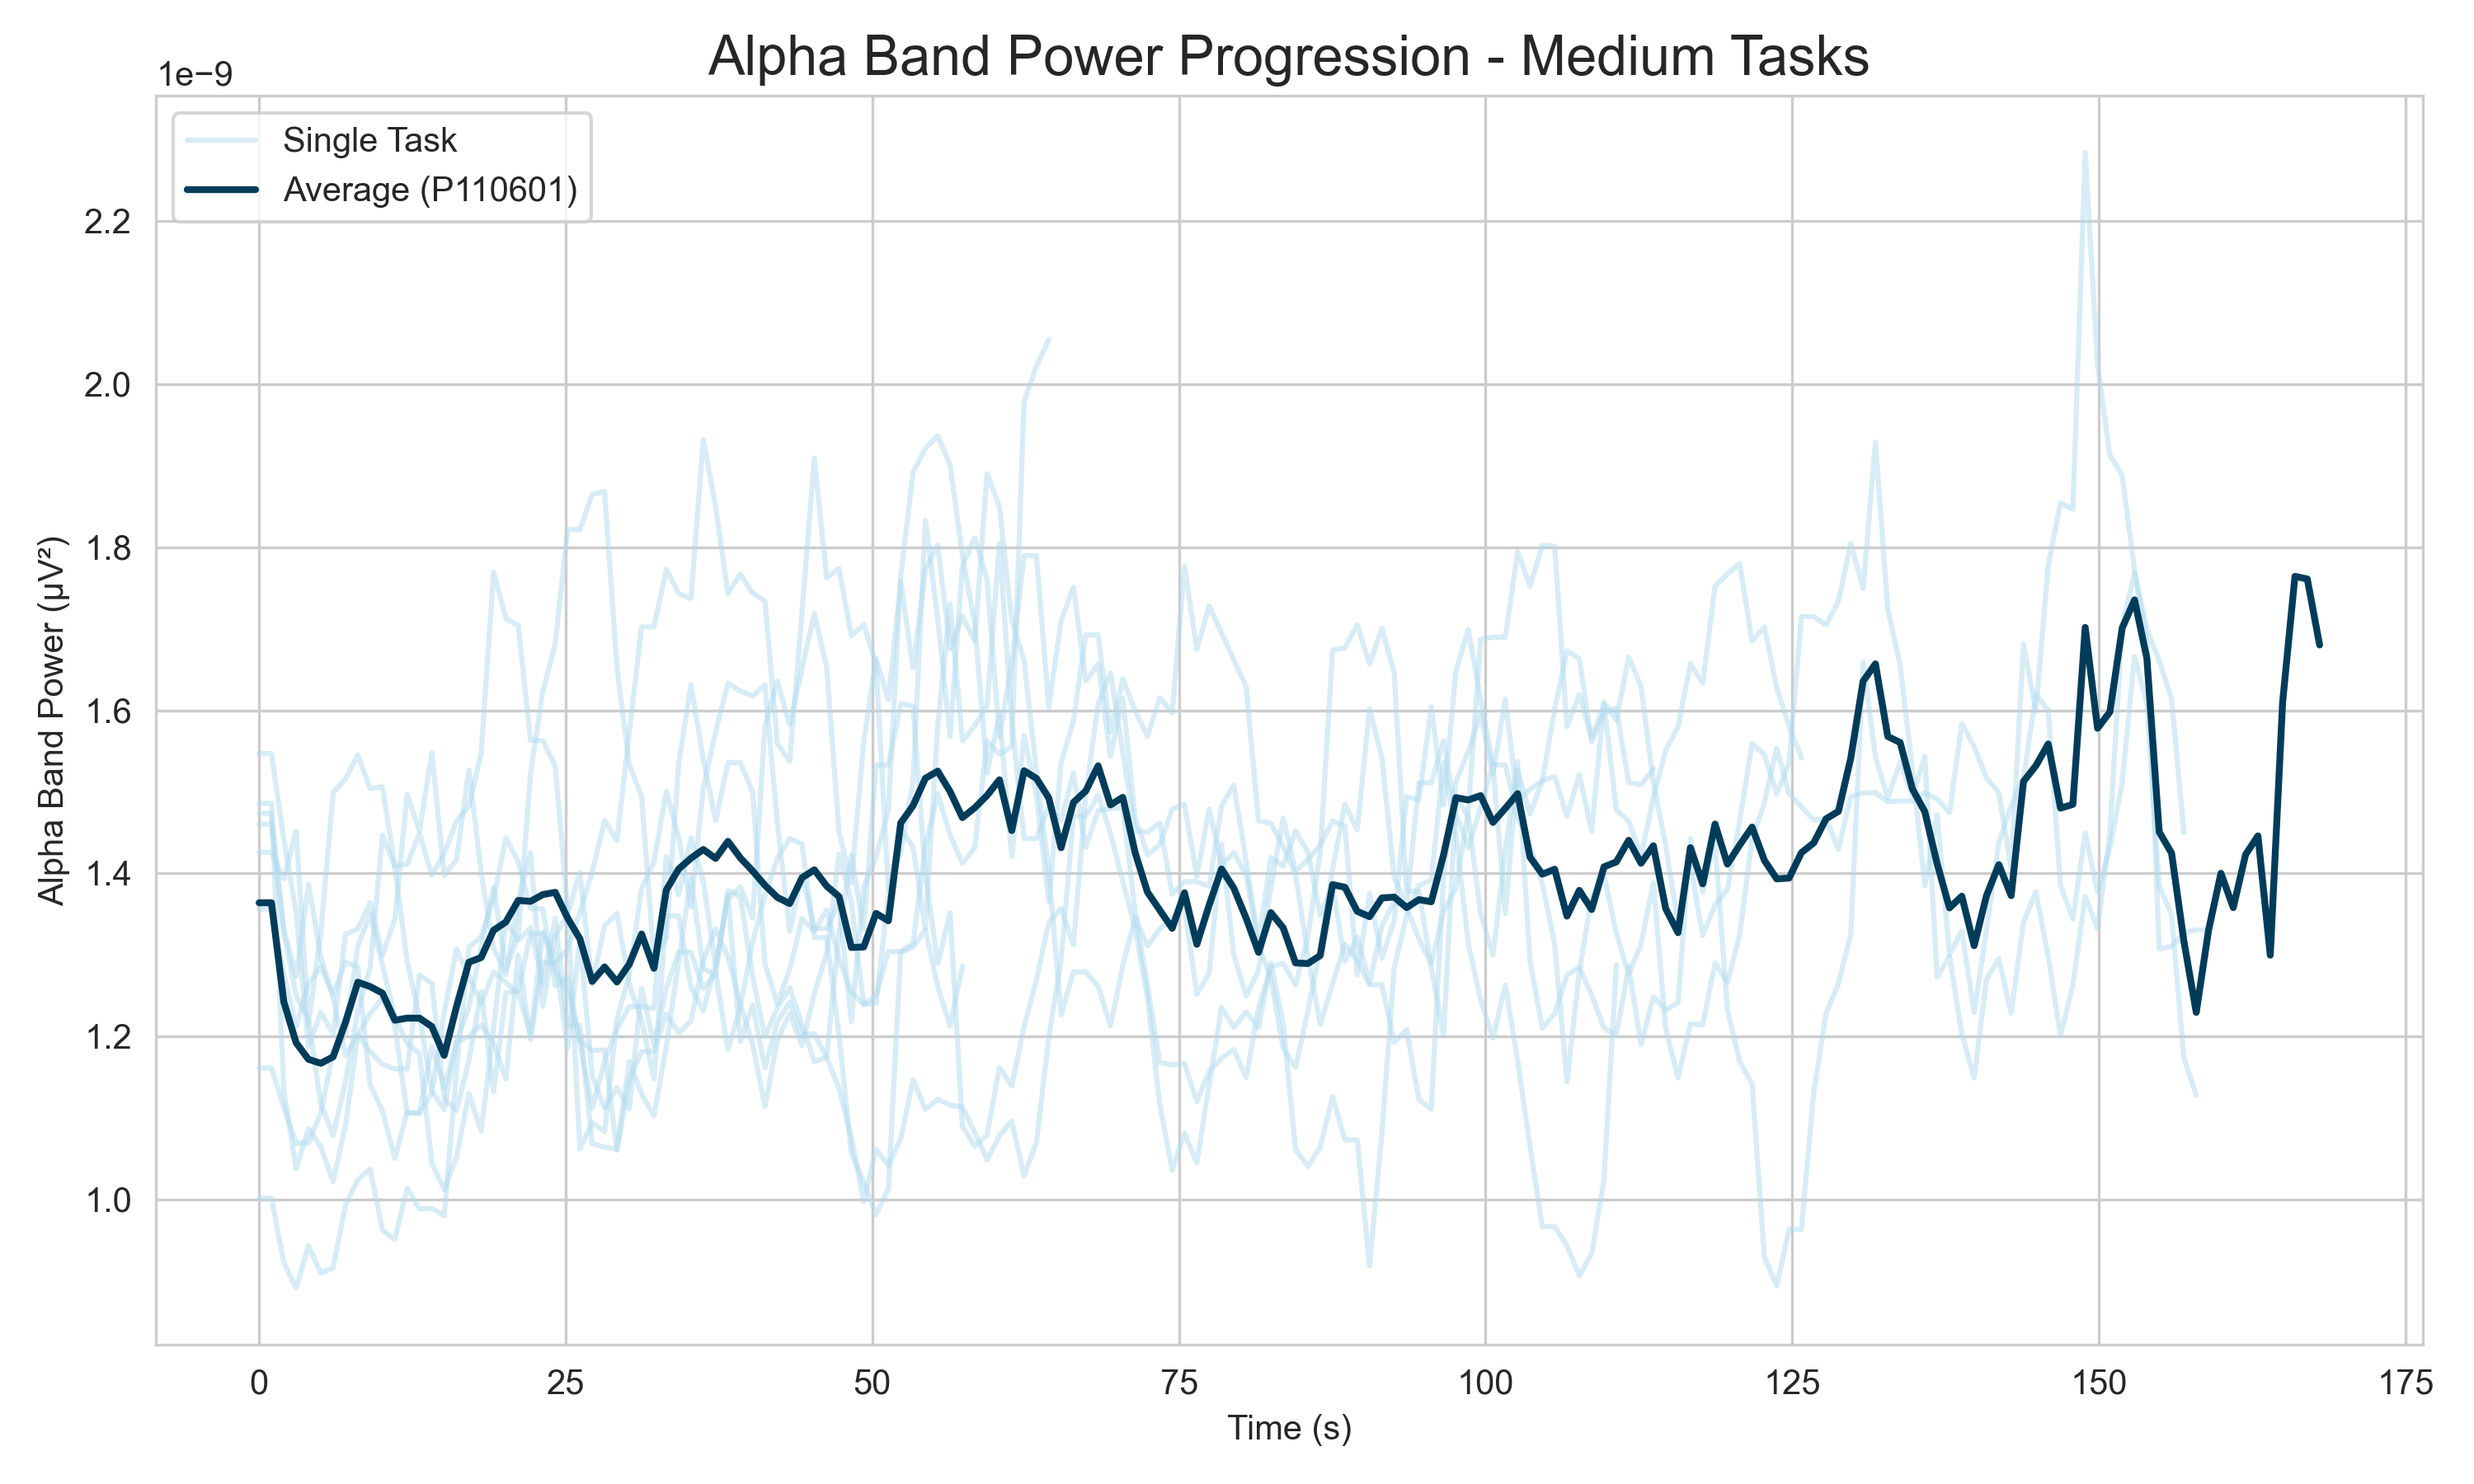 Alpha Band Power Progression - Medium Tasks
1e−9
Single Task
Average (P110601)
2.2
2.0
1.8
1.6
1.4
1.2
1.0
Alpha Band Power (µV²)
0 25 50 75 100 125 150 175
Time (s)